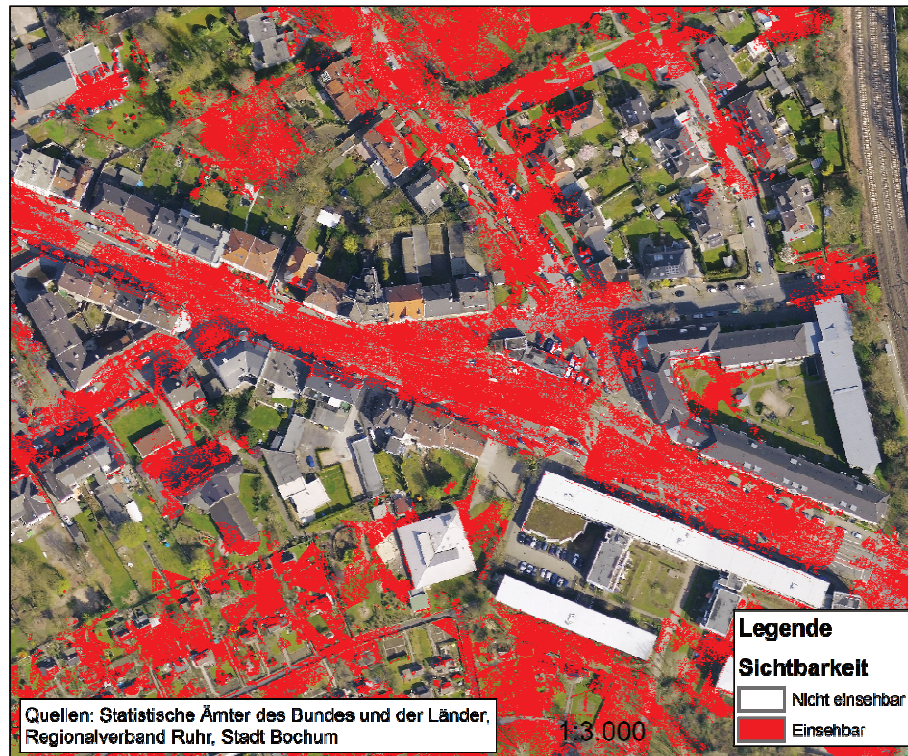 Legende
Sichtbarkeit
Nicht einsehbar
Einsehbar
Quellen: Statistische Ämter des Bundes und der Länder,
Regionalverband Ruhr, Stadt Bochum
1:3 000